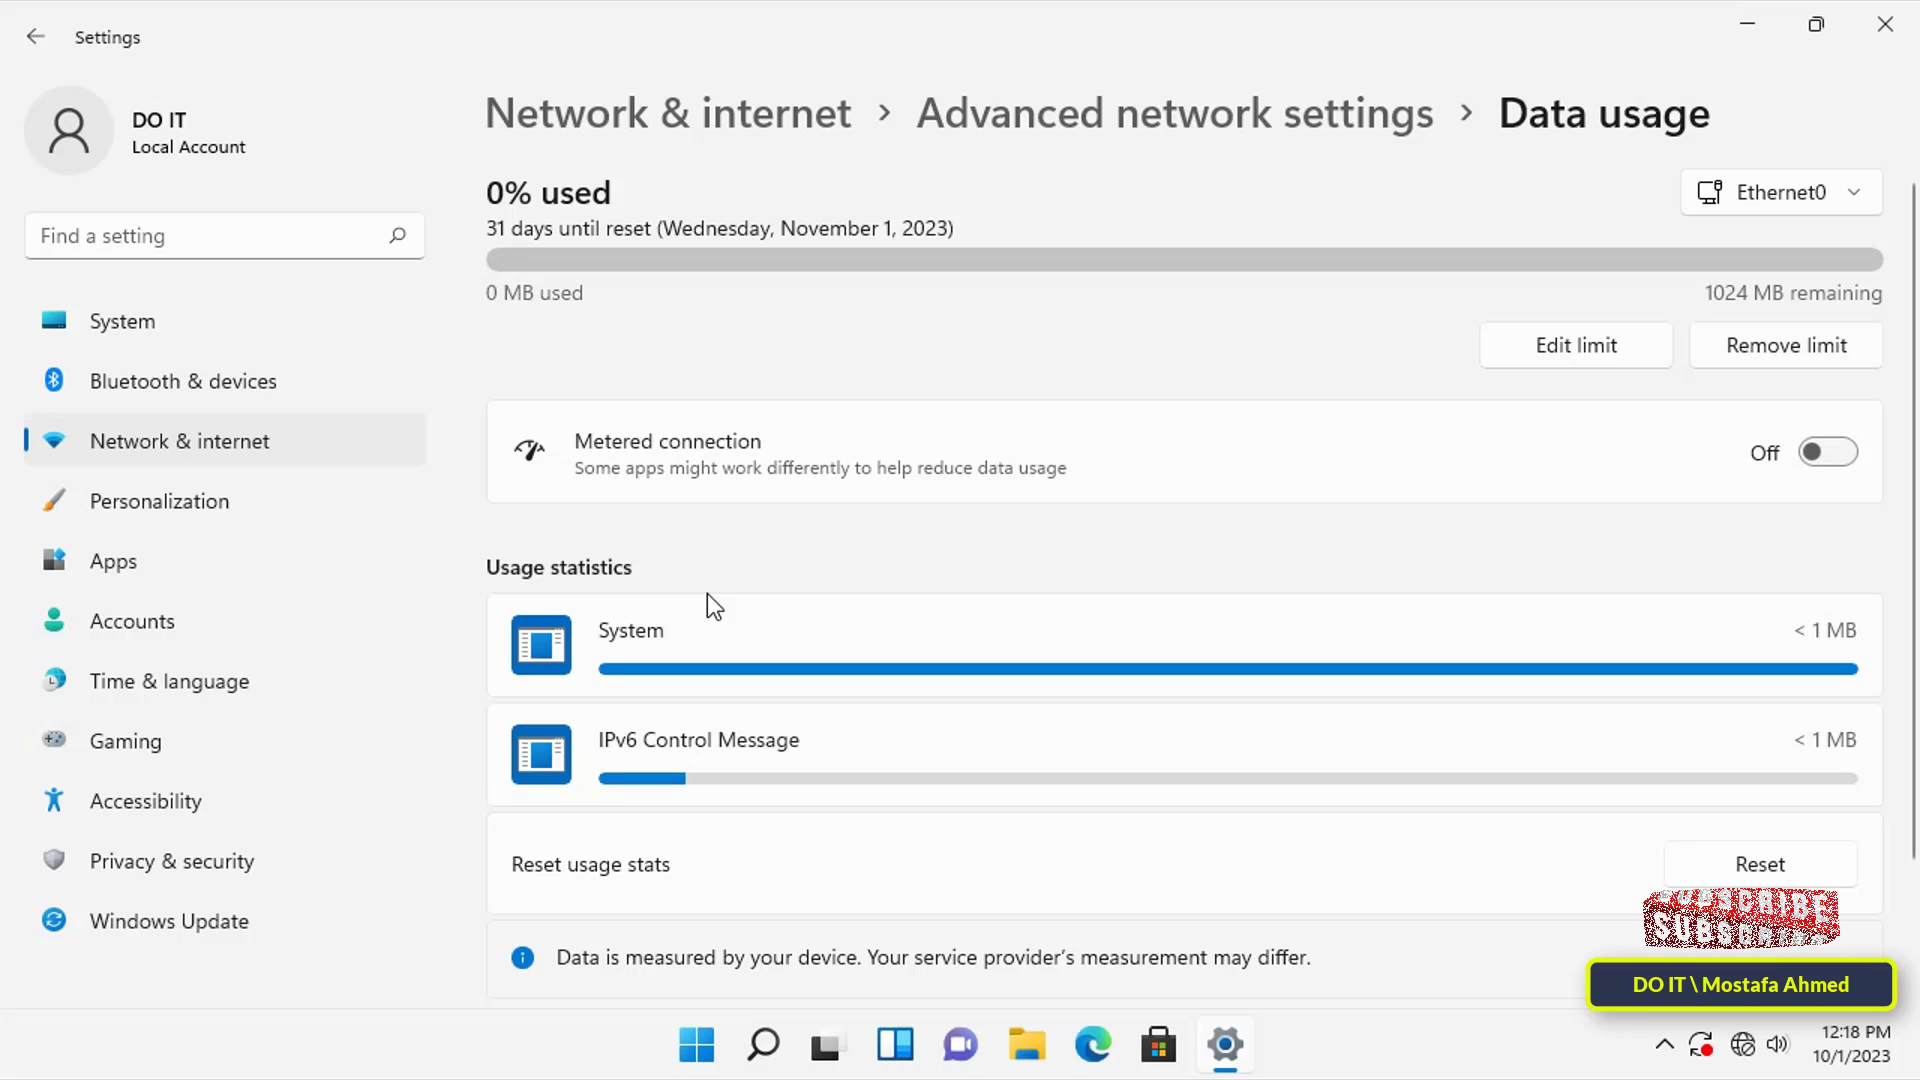 Settings
DO IT
Local Account
Find a setting
System
Bluetooth & devices
Network & internet
Personalization
Apps
Accounts
Time & language
Gaming
Accessibility
Privacy & security
Windows Update
Network & internet > Advanced network settings > Data usage
0% used
Ethernet0
31 days until reset (Wednesday, November 1, 2023)
0 MB used
1024 MB remaining
Edit limit
Remove limit
Metered connection
Some apps might work differently to help reduce data usage
Off
Usage statistics
System
< 1 MB
IPv6 Control Message
< 1 MB
Reset usage stats
Reset
SUBSCRIBE
Data is measured by your device. Your service provider's measurement may differ.
DO IT \ Mostafa Ahmed
12:18 PM
10/1/2023